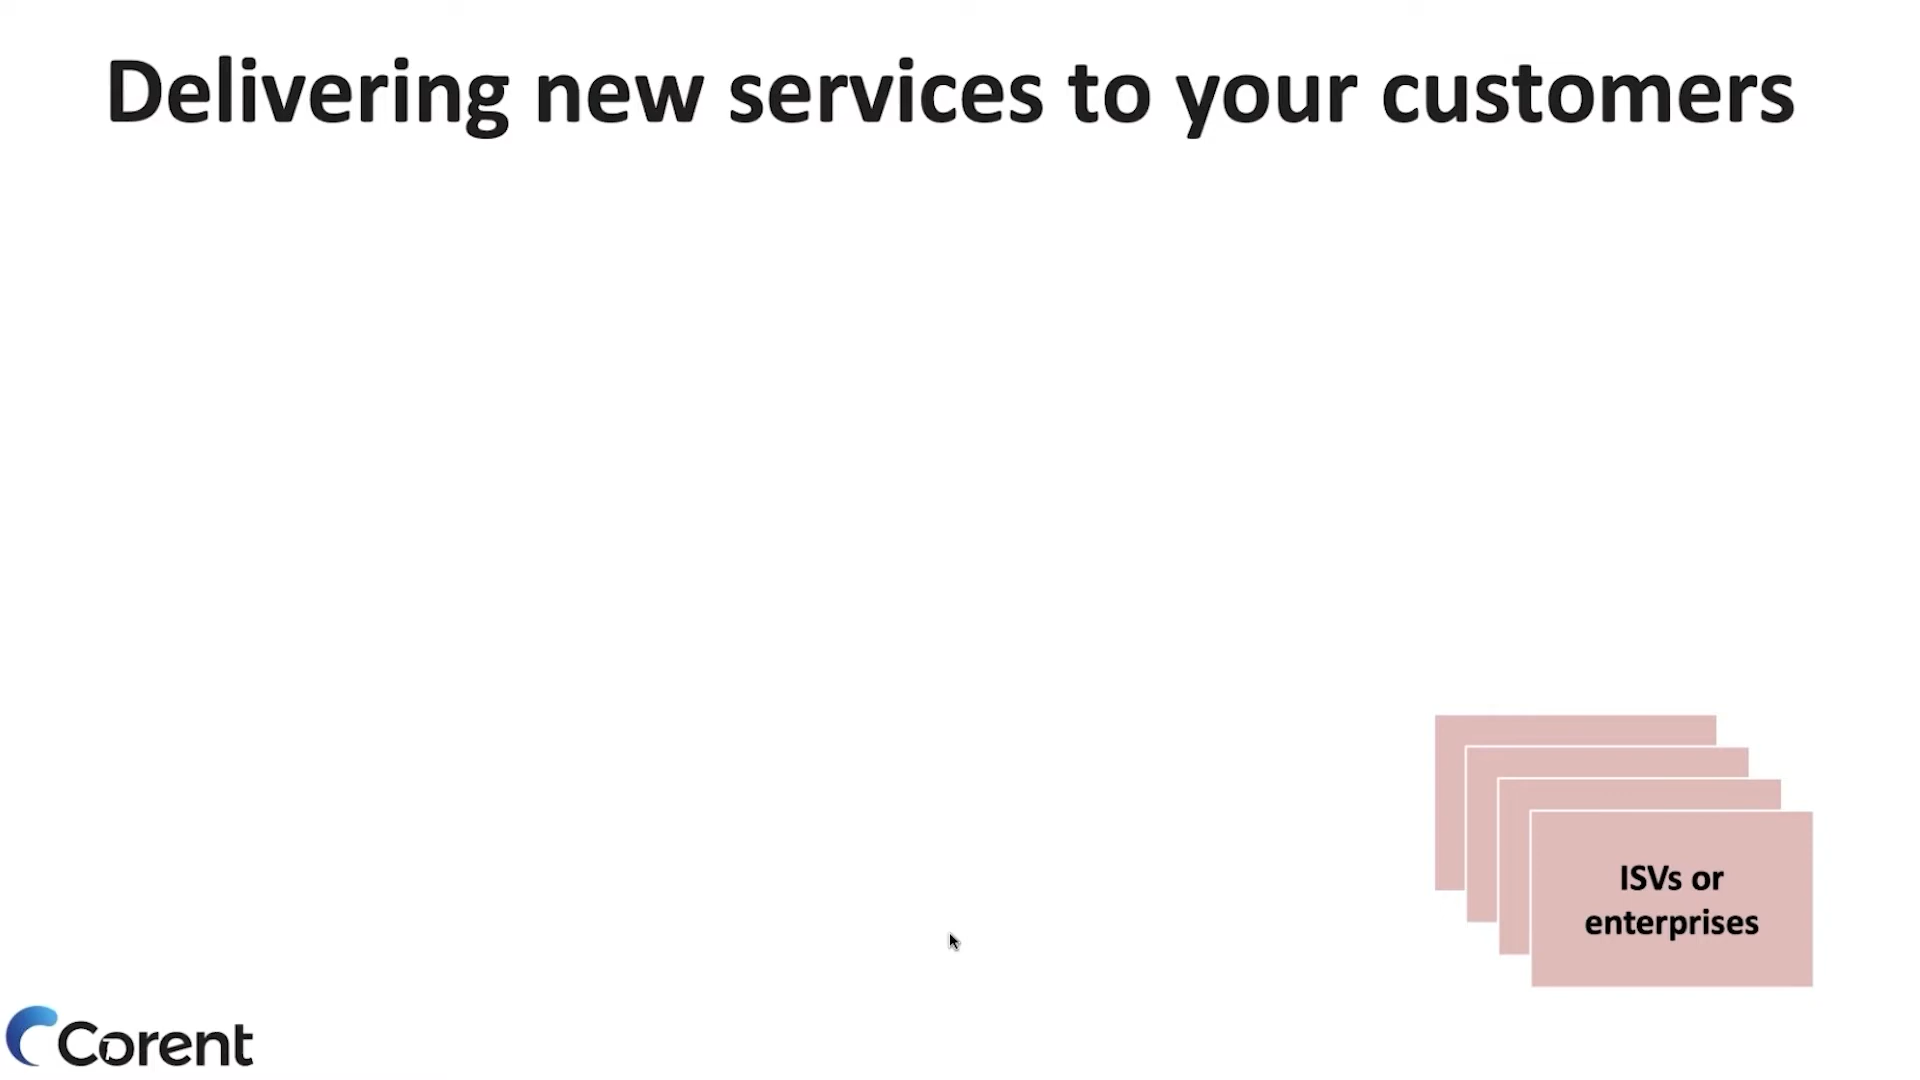 Delivering new services to your customers
ISVs or
enterprises
Corent